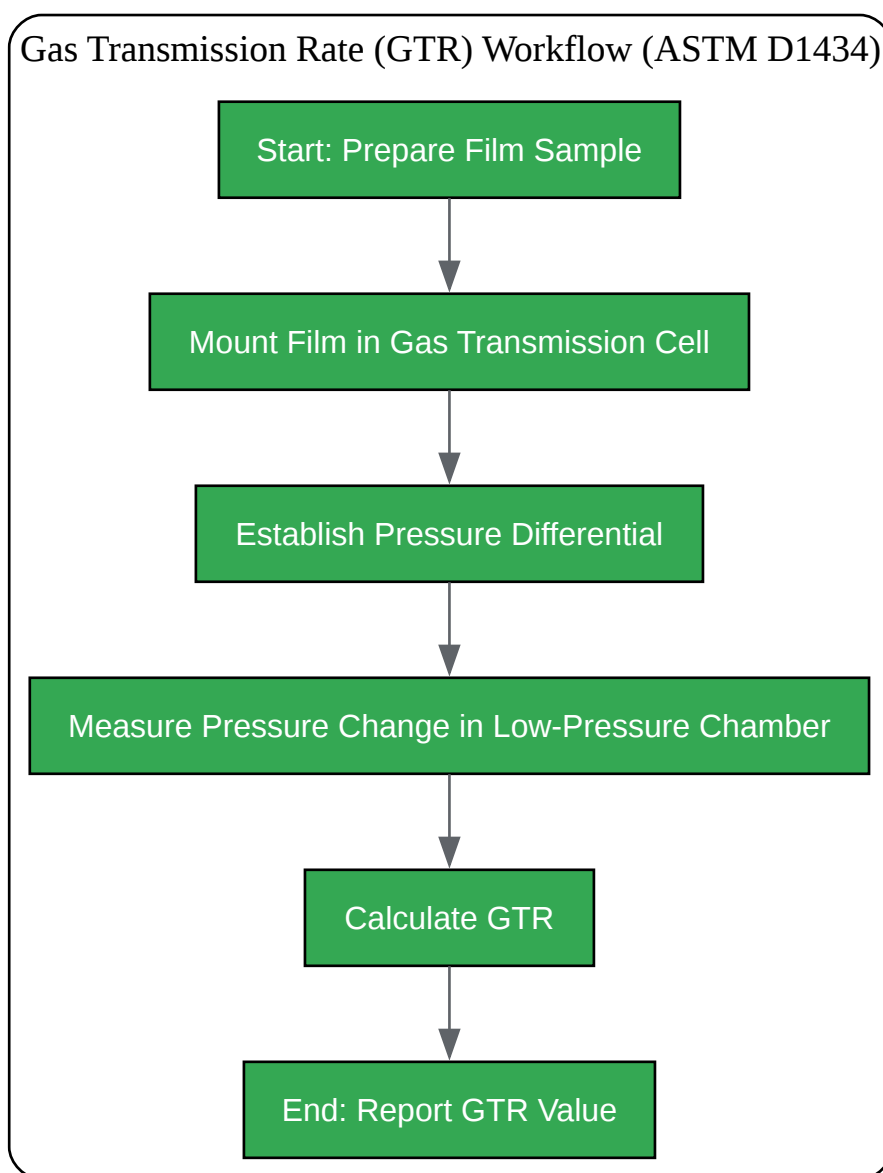 Gas Transmission Rate (GTR) Workflow (ASTM D1434)
Start: Prepare Film Sample
Mount Film in Gas Transmission Cell
Establish Pressure Differential
Measure Pressure Change in Low-Pressure Chamber
Calculate GTR
End: Report GTR Value